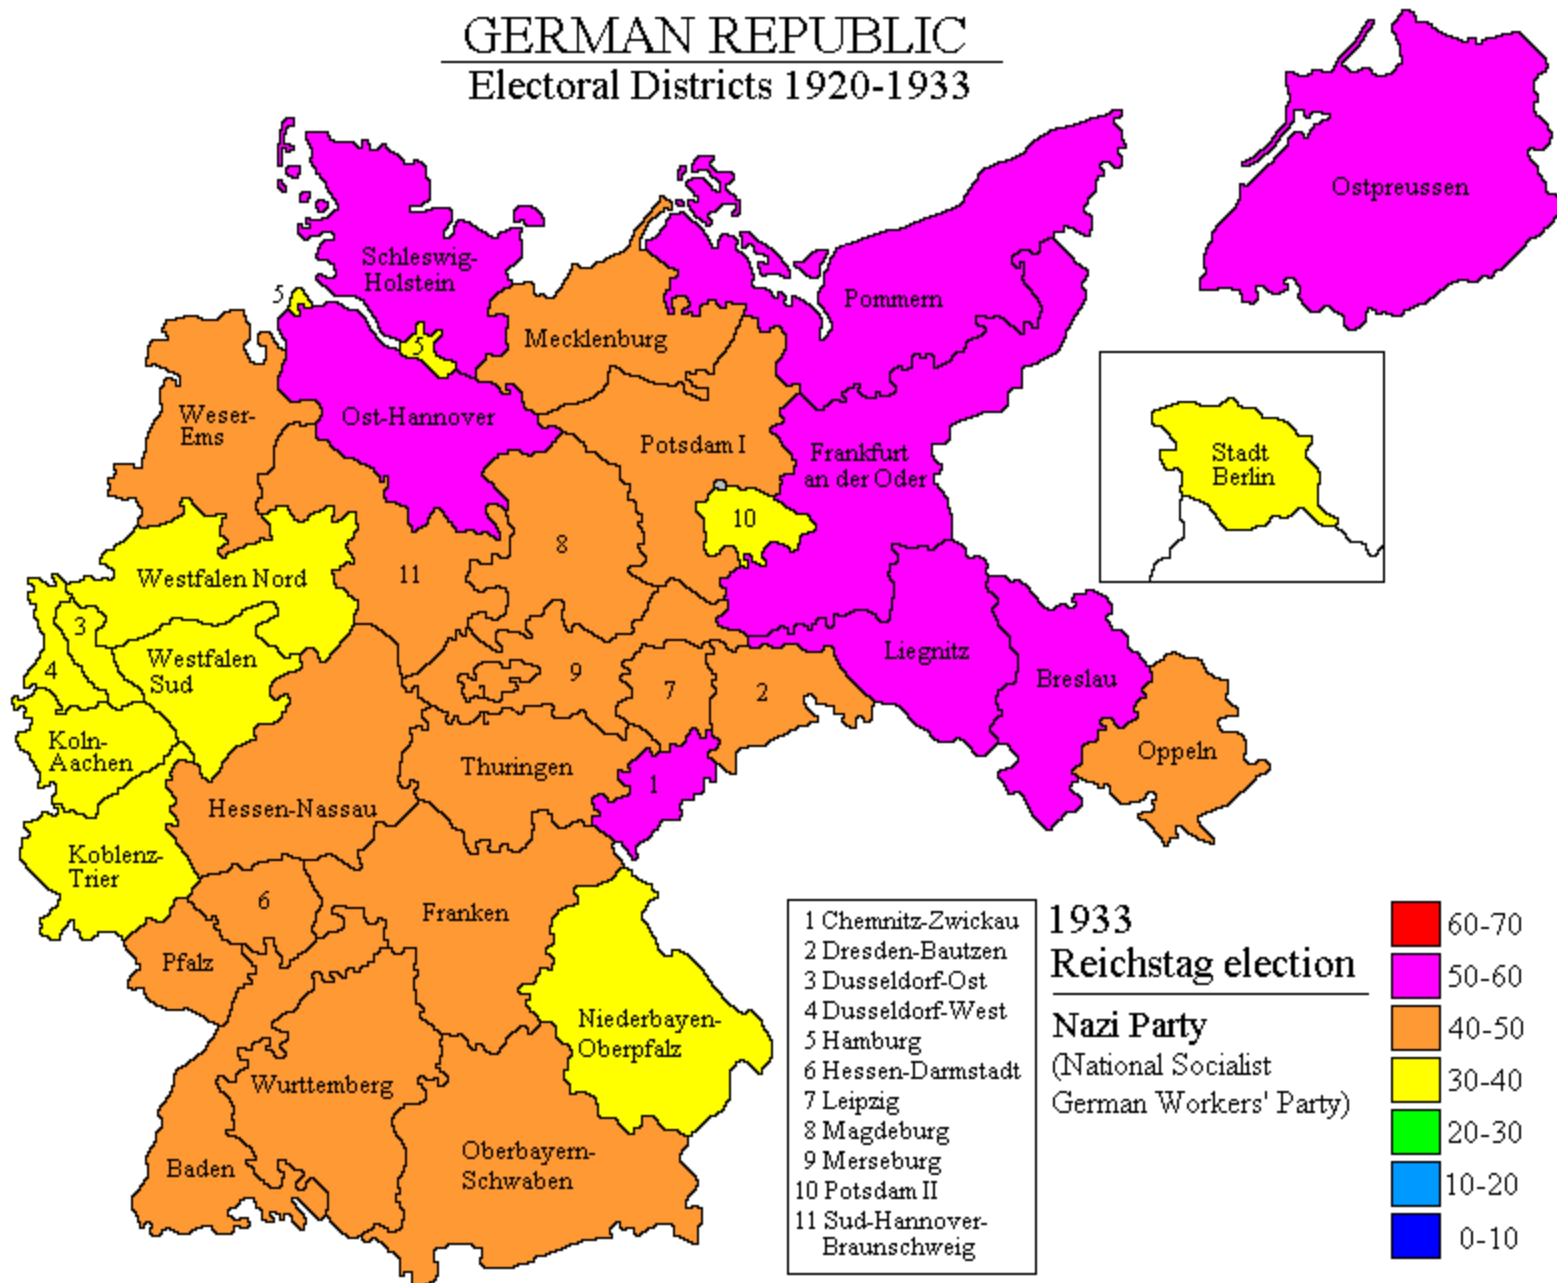 GERMAN REPUBLIC
Electoral Districts 1920-1933
Ostpreussen
Schleswig-
Holstein
5
Pommern
Mecklenburg
5
Weser-
Ems
Ost-Hannover
Potsdam I
Frankfurt
an der Oder
Stadt
Berlin
10
8
11
Westfalen Nord
3
4
Westfalen
Sud
9
7
2
Liegnitz
Breslau
Koln-
Aachen
Thuringen
1
Oppeln
Hessen-Nassau
Koblenz-
Trier
6
Franken
Pfalz
Niederbayen-
Oberpfalz
Wurttemberg
Baden
Oberbayern-
Schwaben
1 Chemnitz-Zwickau
2 Dresden-Bautzen
3 Dusseldorf-Ost
4 Dusseldorf-West
5 Hamburg
6 Hessen-Darmstadt
7 Leipzig
8 Magdeburg
9 Merseburg
10 Potsdam II
11 Sud-Hannover-
Braunschweig
1933
Reichstag election
Nazi Party
(National Socialist
German Workers' Party)
60-70
50-60
40-50
30-40
20-30
10-20
0-10